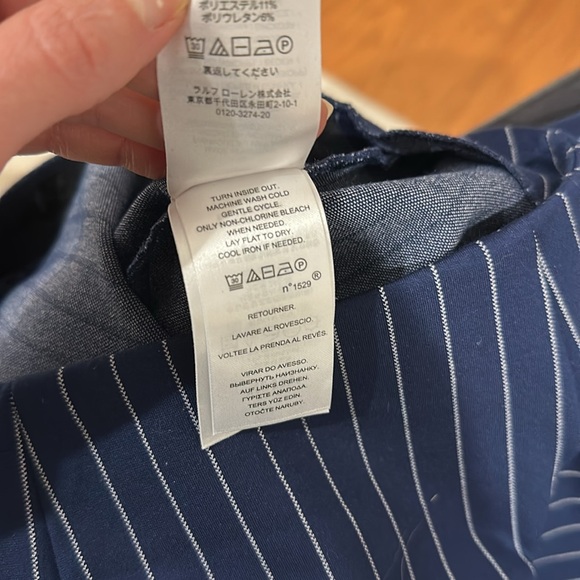 ポリエステル11%
ポリウレタン6%
30 P
裏返してください
ラルフ ローレン株式会社
東京都千代田区永田町2-10-1
0120-3274-20
TURN INSIDE OUT.
MACHINE WASH COLD
GENTLE CYCLE.
ONLY NON-CHLORINE BLEACH
WHEN NEEDED.
LAY FLAT TO DRY.
COOL IRON IF NEEDED.
30 P
n°1529 ®
RETOURNER.
LAVARE AL ROVESCIO.
VOLTEE LA PRENDA AL REVÉS.
VIRAR DO AVESSO.
ВЫВЕРНУТЬ НАИЗНАНКУ.
AUF LINKS DREHEN.
ΓΥΡΙΣΤΕ ΑΝΑΠΟΔΑ.
TERS YÜZ EDIN.
OTOČTE NARUBY.